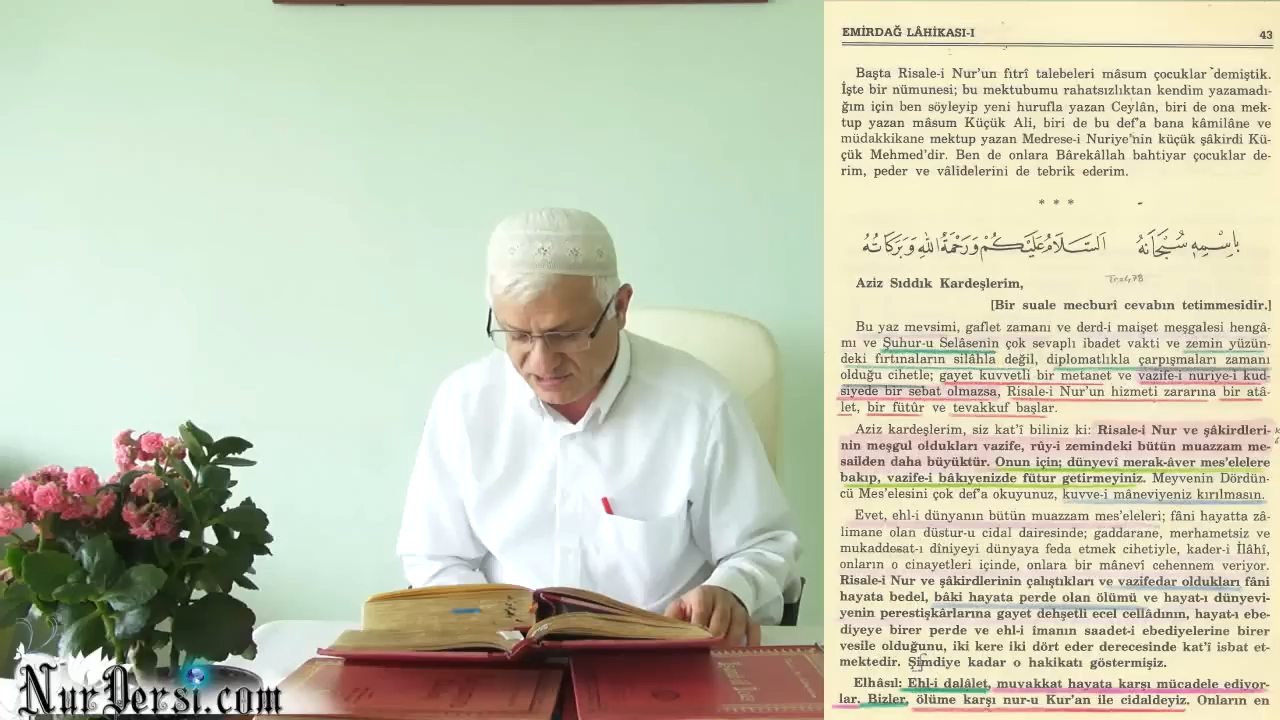 EMİRDAĞ LÂHİKASI-I 43
Başta Risale-i Nur'un fıtrî talebeleri mâsum çocuklar demiştik.
İşte bir nümunesi; bu mektubumu rahatsızlıktan kendim yazamadı-
ğım için ben söyleyip yeni hurufla yazan Ceylân, biri de ona mek-
tup yazan mâsum Küçük Ali, biri de bu def'a bana kâmilâne ve
müdakkikane mektup yazan Medrese-i Nuriye'nin küçük şâkirdi Kü-
çük Mehmed'dir. Ben de onlara Bârekâllah bahtiyar çocuklar de-
rim, peder ve vâlidelerini de tebrik ederim.
* * *
بِاسْمِهِ سُبْحَانَهُ اَلسَّلَامُ عَلَيْكُمْ وَرَحْمَةُ اللهِ وَبَرَكَاتُهُ
Aziz Sıddık Kardeşlerim,
[Bir suale mecburî cevabın tetimmesidir.]
Bu yaz mevsimi, gaflet zamanı ve derd-i maişet meşgalesi hengâ-
mı ve Şuhur-u Selâsenin çok sevaplı ibadet vakti ve zemin yüzün-
deki fırtınaların silâhla değil, diplomatlıkla çarpışmaları zamanı
olduğu cihetle; gayet kuvvetli bir metanet ve vazife-i nuriye-i kud-
siyede bir sebat olmazsa, Risale-i Nur'un hizmeti zararına bir atâ-
let, bir fütûr ve tevakkuf başlar.
Aziz kardeşlerim, siz kat'î biliniz ki: Risale-i Nur ve şâkirdleri-
nin meşgul oldukları vazife, rûy-i zemindeki bütün muazzam me-
sailden daha büyüktür. Onun için; dünyevî merak-âver mes'elelere
bakıp, vazife-i bâkıyenizde fütur getirmeyiniz. Meyvenin Dördün-
cü Mes'elesini çok def'a okuyunuz, kuvve-i mâneviyeniz kırılmasın.
Evet, ehl-i dünyanın bütün muazzam mes'eleleri; fâni hayatta zâ-
limane olan düstur-u cidal dairesinde; gaddarane, merhametsiz ve
mukaddesat-ı dîniyeyi dünyaya feda etmek cihetiyle, kader-i İlâhî,
onların o cinayetleri içinde, onlara bir mânevî cehennem veriyor.
Risale-i Nur ve şâkirdlerinin çalıştıkları ve vazifedar oldukları fâni
hayata bedel, bâki hayata perde olan ölümü ve hayat-ı dünyevi-
yenin perestişkârlarına gayet dehşetli ecel cellâdının, hayat-ı ebe-
diyeye birer perde ve ehl-i îmanın saadet-i ebediyelerine birer
vesile olduğunu, iki kere iki dört eder derecesinde kat'î isbat et-
mektedir. Şimdiye kadar o hakikatı göstermişiz.
Elhâsıl: Ehl-i dalâlet, muvakkat hayata karşı mücadele ediyor-
lar. Bizler, ölüme karşı nur-u Kur'an ile cidaldeyiz. Onların en
NurDersi.com